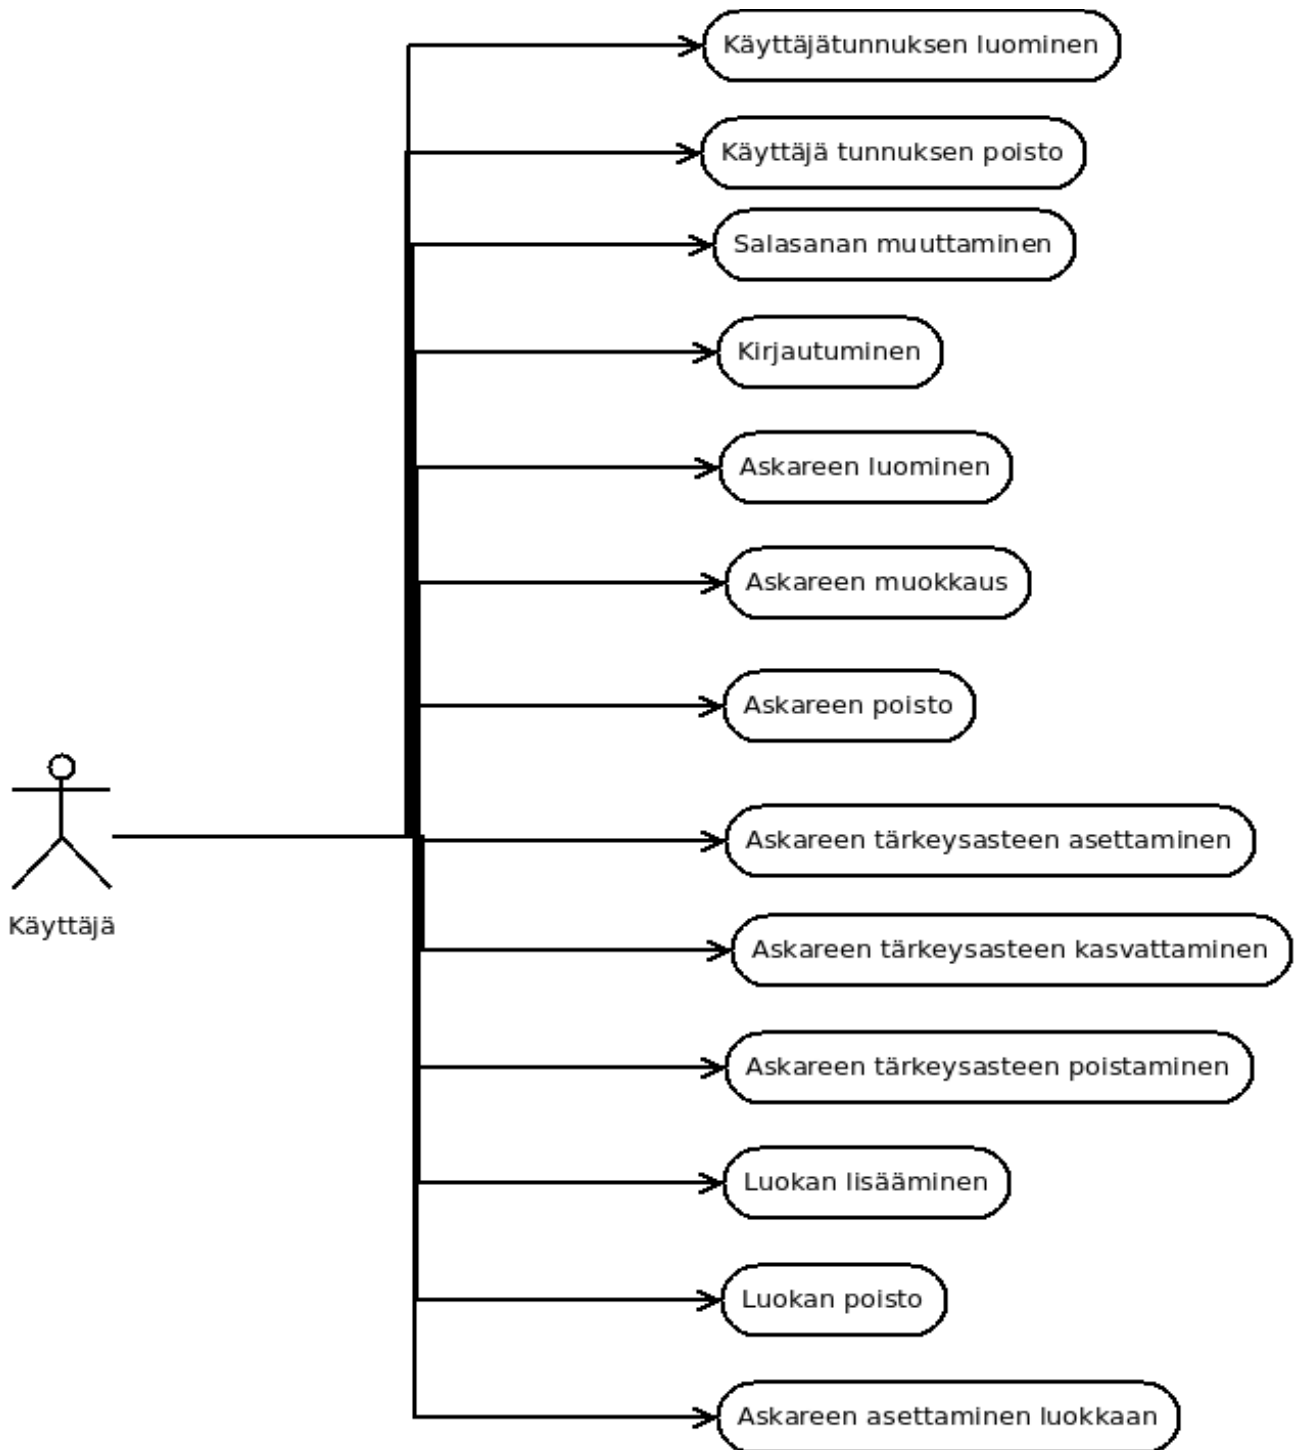 Käyttäjätunnuksen luominen
Käyttäjä tunnuksen poisto
Salasanan muuttaminen
Kirjautuminen
Askareen luominen
Askareen muokkaus
Askareen poisto
Askareen tärkeysasteen asettaminen
Käyttäjä
Askareen tärkeysasteen kasvattaminen
Askareen tärkeysasteen poistaminen
Luokan lisääminen
Luokan poisto
Askareen asettaminen luokkaan